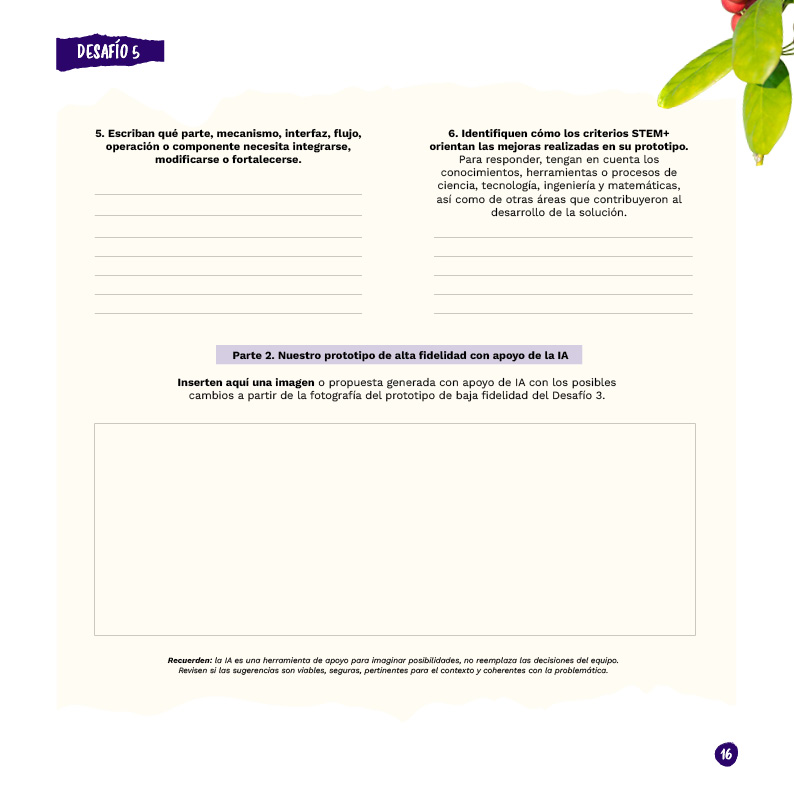 DESAFÍO 5
5. Escriban qué parte, mecanismo, interfaz, flujo,
operación o componente necesita integrarse,
modificarse o fortalecerse.
6. Identifiquen cómo los criterios STEM+
orientan las mejoras realizadas en su prototipo.
Para responder, tengan en cuenta los
conocimientos, herramientas o procesos de
ciencia, tecnología, ingeniería y matemáticas,
así como de otras áreas que contribuyeron al
desarrollo de la solución.
Parte 2. Nuestro prototipo de alta fidelidad con apoyo de la IA
Inserten aquí una imagen o propuesta generada con apoyo de IA con los posibles
cambios a partir de la fotografía del prototipo de baja fidelidad del Desafío 3.
Recuerden: la IA es una herramienta de apoyo para imaginar posibilidades, no reemplaza las decisiones del equipo.
Revisen si las sugerencias son viables, seguras, pertinentes para el contexto y coherentes con la problemática.
16